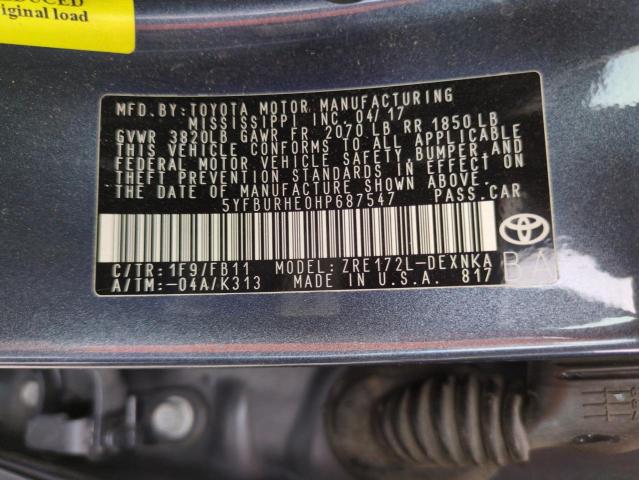 REDUCED
original load
MFD.BY:TOYOTA MOTOR MANUFACTURING
MISSISSIPPI INC.04/17
GVWR 3820LB GAWR FR 2070 LB RR 1850 LB
THIS VEHICLE CONFORMS TO ALL APPLICABLE
FEDERAL MOTOR VEHICLE SAFETY,BUMPER AND
THEFT PREVENTION STANDARDS IN EFFECT ON
THE DATE OF MANUFACTURE SHOWN ABOVE.
5YFBURHE0HP687547 PASS.CAR
C/TR: 1F9/FB11 MODEL: ZRE172L-DEXNKA
A/TM:-04A/K313 MADE IN U.S.A. 817
BA